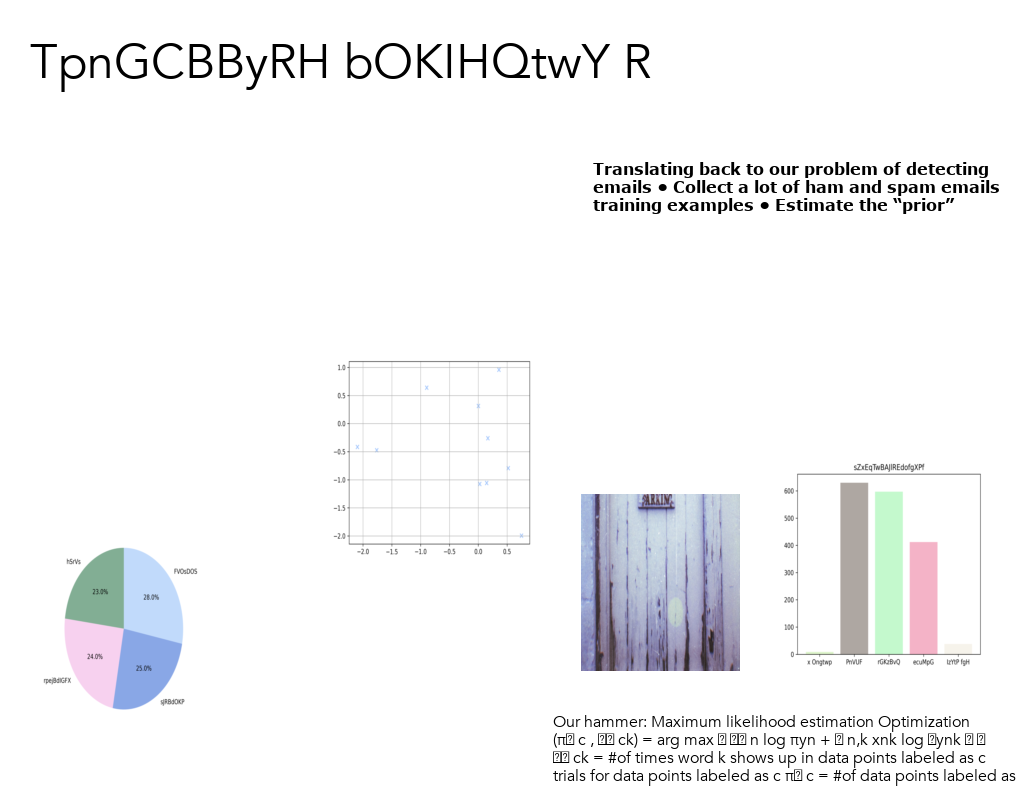 TpnGCBByRH bOKIHQtwY R
Translating back to our problem of detecting
emails • Collect a lot of ham and spam emails
training examples • Estimate the “prior”
1.0
0.5
0.0
−0.5
−1.0
−1.5
−2.0
−2.0 −1.5 −1.0 −0.5 0.0 0.5
sZxEqTwBAJIREdofgXPf
600
500
400
300
200
100
0
x Ongtwp PnVUF rGKzBvQ ecuMpG IzYtP fgH
hSrVs
FVOsDOS
23.0%
28.0%
24.0%
25.0%
rpejBdIGFX
sJRBdOKP
Our hammer: Maximum likelihood estimation Optimization
(π c , ck) = arg max n log πyn + n,k xnk log ynk
ck = #of times word k shows up in data points labeled as c
trials for data points labeled as c π c = #of data points labeled as